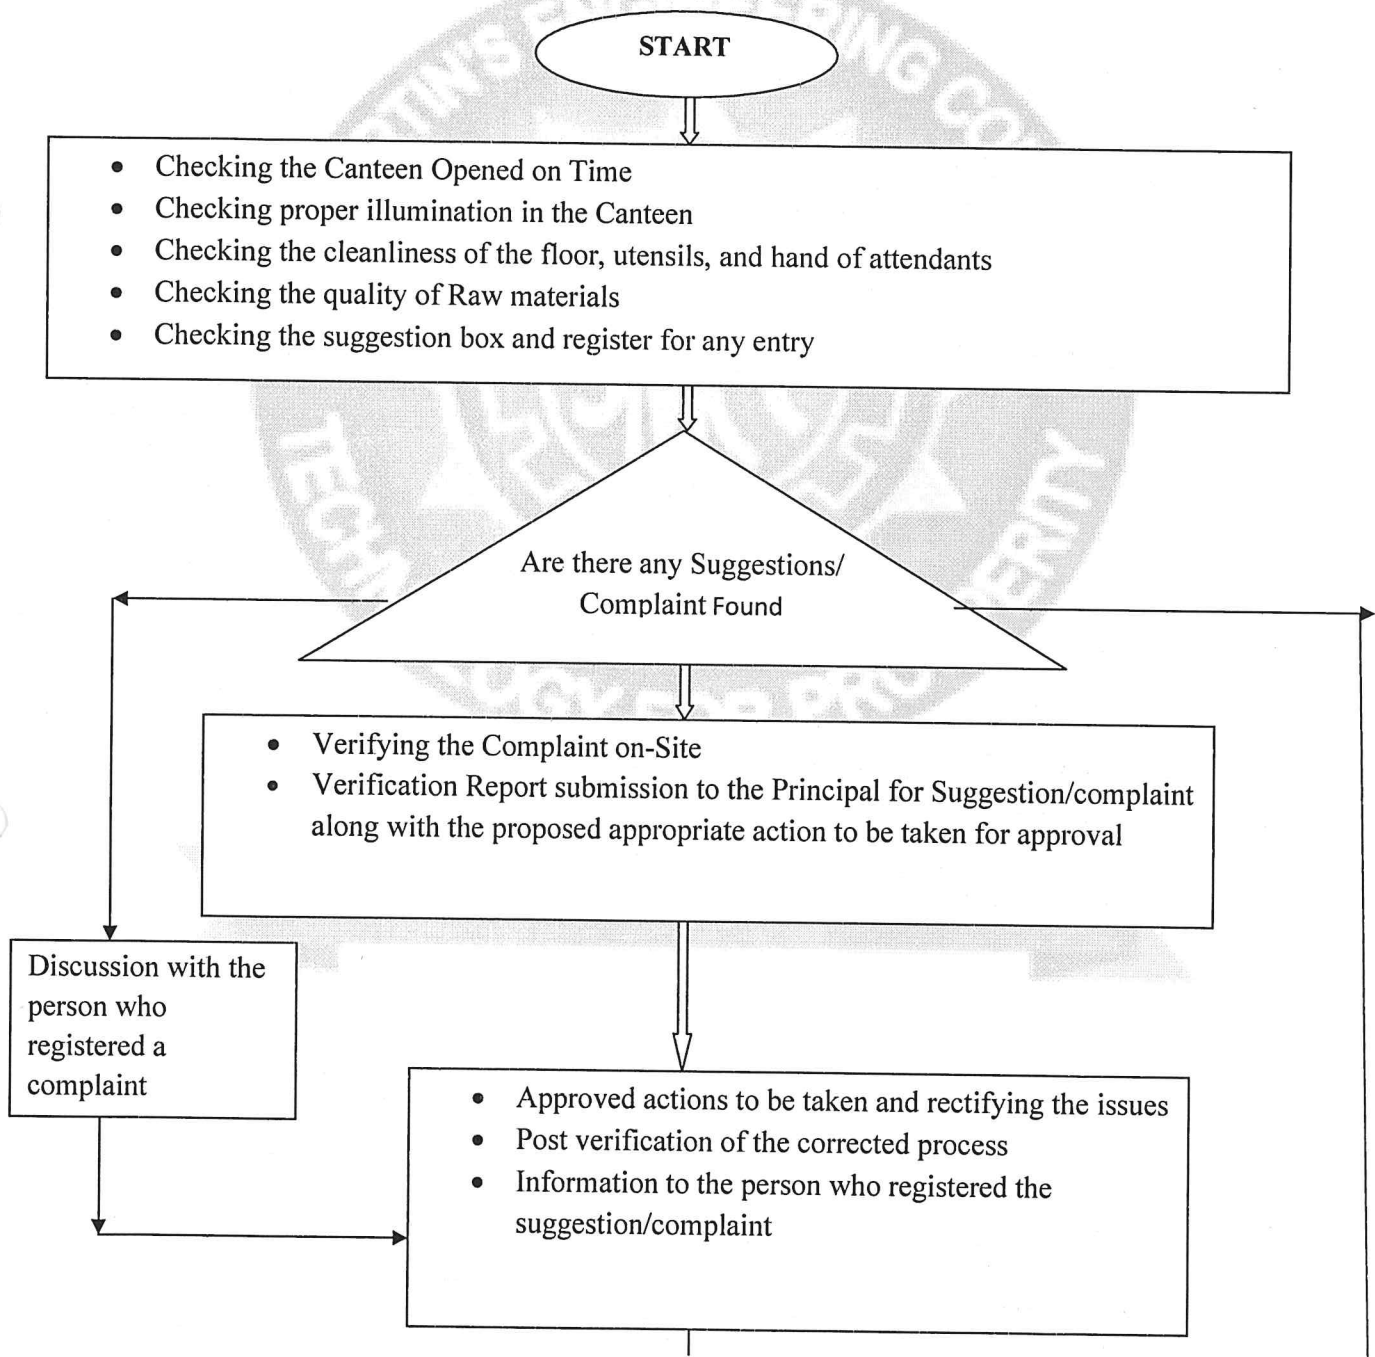 START
• Checking the Canteen Opened on Time
• Checking proper illumination in the Canteen
• Checking the cleanliness of the floor, utensils, and hand of attendants
• Checking the quality of Raw materials
• Checking the suggestion box and register for any entry
Are there any Suggestions/
Complaint Found
• Verifying the Complaint on-Site
• Verification Report submission to the Principal for Suggestion/complaint
along with the proposed appropriate action to be taken for approval
Discussion with the
person who
registered a
complaint
• Approved actions to be taken and rectifying the issues
• Post verification of the corrected process
• Information to the person who registered the
suggestion/complaint